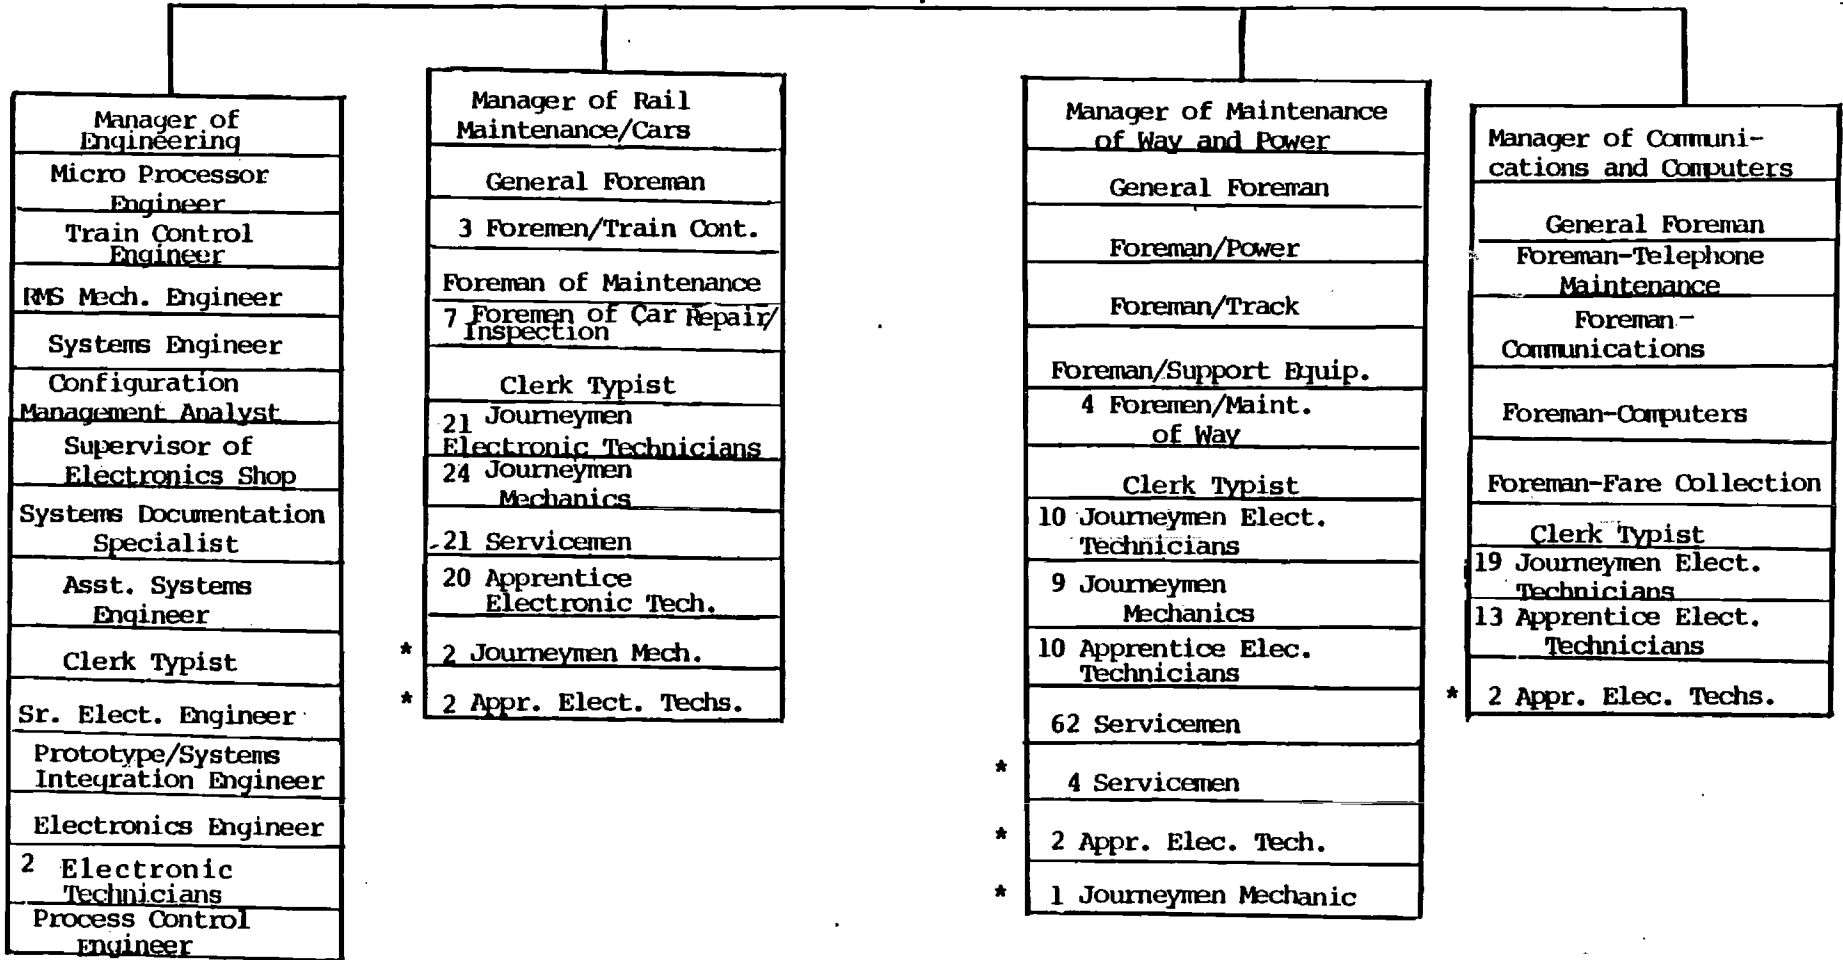 Manager of
Engineering
Micro Processor
Engineer
Train Control
Engineer
RMS Mech. Engineer
Systems Engineer
Configuration
Management Analyst
Supervisor of
Electronics Shop
Systems Documentation
Specialist
Asst. Systems
Engineer
Clerk Typist
Sr. Elect. Engineer
Prototype/Systems
Integration Engineer
Electronics Engineer
2 Electronic
Technicians
Process Control
Engineer
Manager of Rail
Maintenance/Cars
General Foreman
3 Foremen/Train Cont.
Foreman of Maintenance
7 Foremen of Car Repair/
Inspection
Clerk Typist
21 Journeymen
Electronic Technicians
24 Journeymen
Mechanics
21 Servicemen
20 Apprentice
Electronic Tech.
* 2 Journeymen Mech.
* 2 Appr. Elect. Techs.
Manager of Maintenance
of Way and Power
General Foreman
Foreman/Power
Foreman/Track
Foreman/Support Equip.
4 Foremen/Maint.
of Way
Clerk Typist
10 Journeymen Elect.
Technicians
9 Journeymen
Mechanics
10 Apprentice Elec.
Technicians
62 Servicemen
* 4 Servicemen
* 2 Appr. Elec. Tech.
* 1 Journeymen Mechanic
Manager of Communi-
cations and Computers
General Foreman
Foreman-Telephone
Maintenance
Foreman-
Communications
Foreman-Computers
Foreman-Fare Collection
Clerk Typist
19 Journeymen Elect.
Technicians
13 Apprentice Elect.
Technicians
* 2 Appr. Elec. Techs.